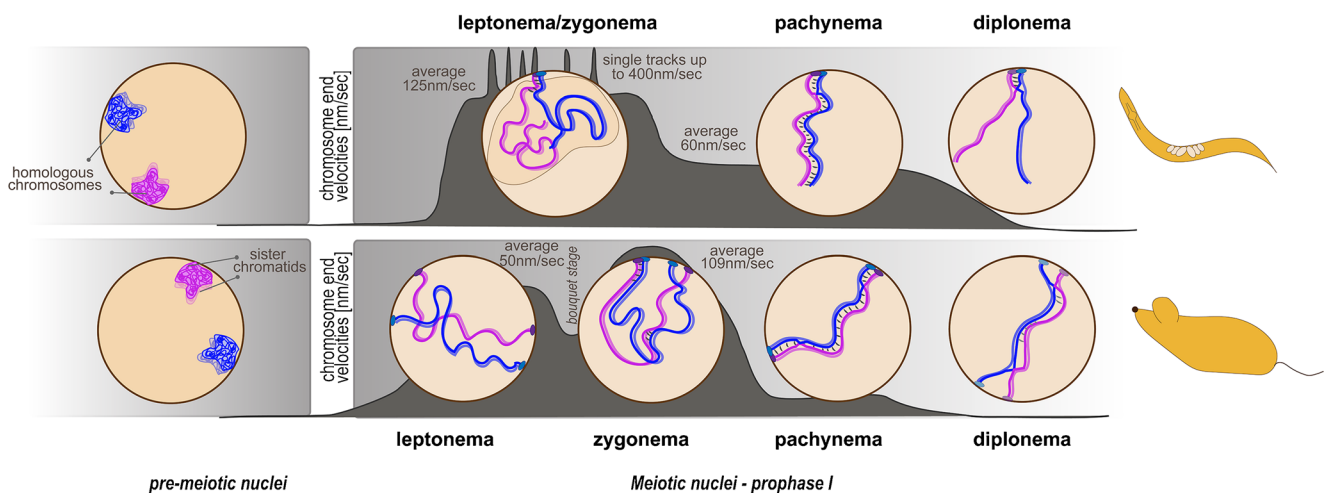 leptonema/zygonema
pachynema
diplonema
average
125nm/sec
single tracks up
to 400nm/sec
average
60nm/sec
chromosome end
velocities [nm/sec]
homologous
chromosomes
sister
chromatids
chromosome end
velocities [nm/sec]
average
50nm/sec
bouquet stage
average
109nm/sec
leptonema
zygonema
pachynema
diplonema
pre-meiotic nuclei
Meiotic nuclei - prophase I